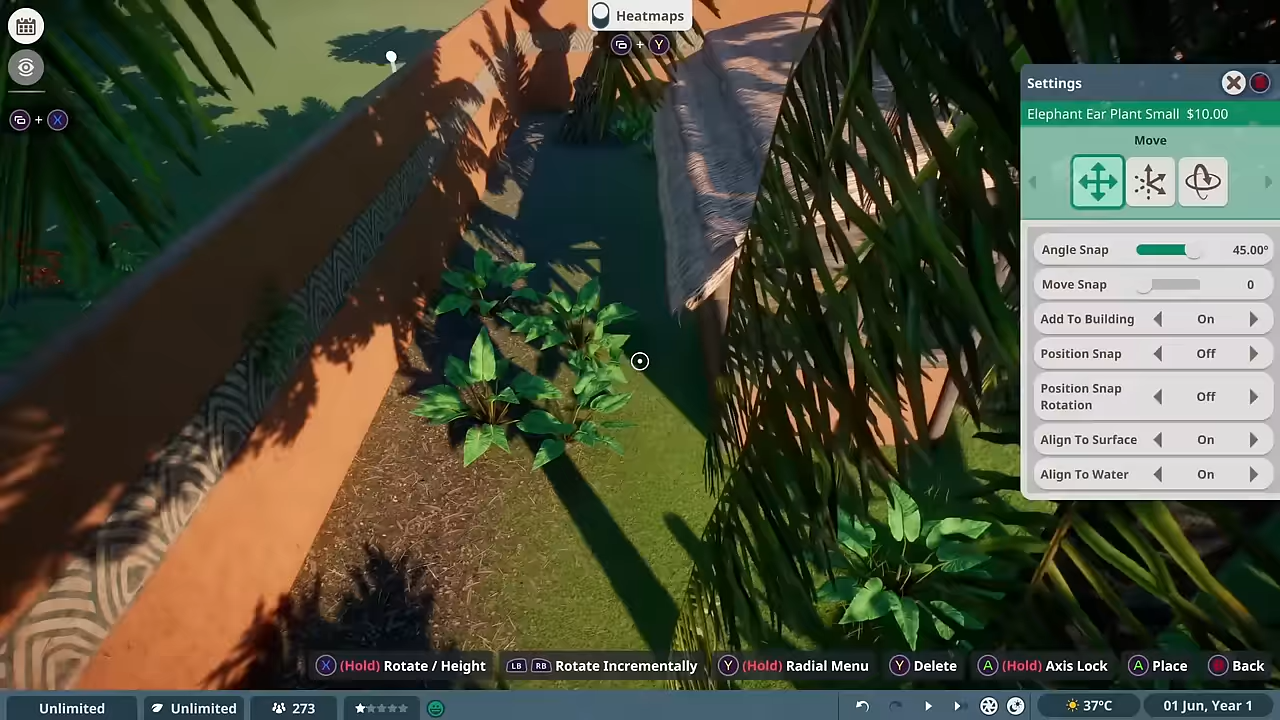 Heatmaps
+ Y
+ X
Settings
Elephant Ear Plant Small $10.00
Move
Angle Snap 45.00°
Move Snap 0
Add To Building On
Position Snap Off
Position Snap Rotation Off
Align To Surface On
Align To Water On
X (Hold) Rotate / Height LB RB Rotate Incrementally Y (Hold) Radial Menu Y Delete A (Hold) Axis Lock A Place Back
Unlimited Unlimited 273 37°C 01 Jun, Year 1